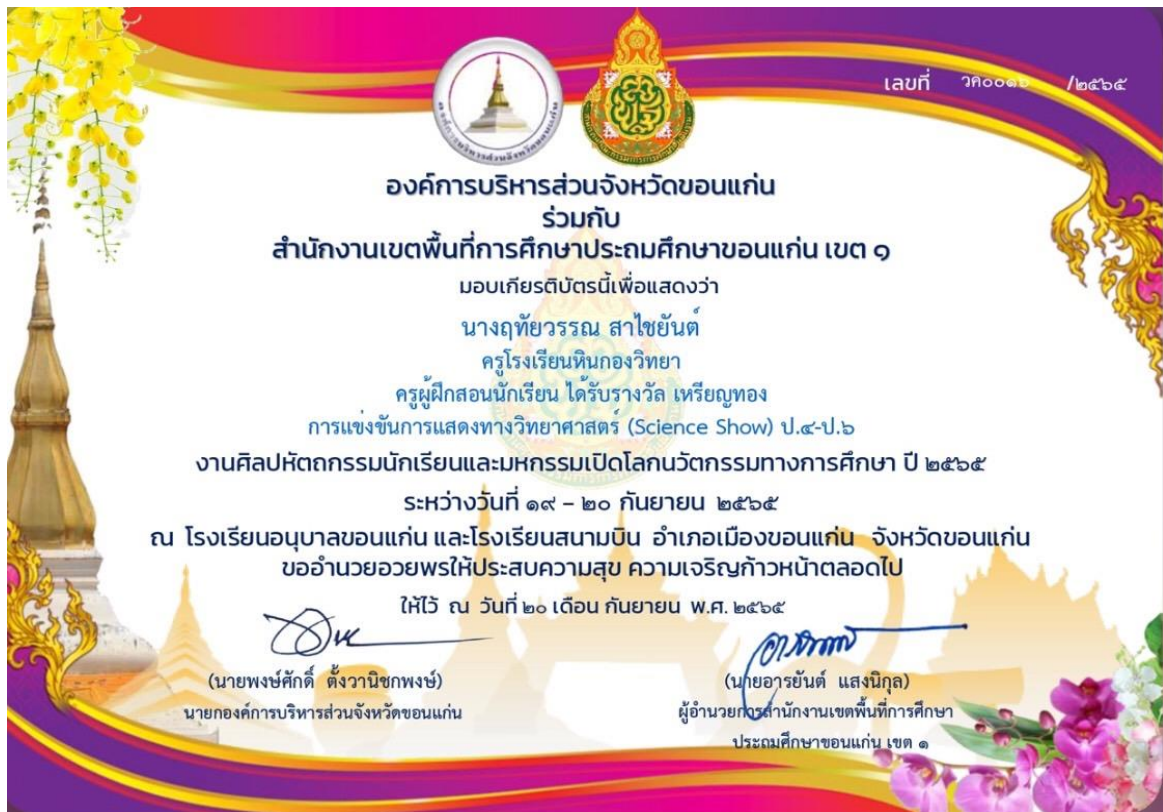 เลขที่ วค๐๐๑๖ /๒๕๖๕
องค์การบริหารส่วนจังหวัดขอนแก่น
องค์การบริหารส่วนจังหวัดขอนแก่น
ร่วมกับ
สำนักงานเขตพื้นที่การศึกษาประถมศึกษาขอนแก่น เขต ๑
มอบเกียรติบัตรนี้เพื่อแสดงว่า
นางฤทัยวรรณ สาไชยันต์
ครูโรงเรียนหินกองวิทยา
ครูผู้ฝึกสอนนักเรียน ได้รับรางวัล เหรียญทอง
การแข่งขันการแสดงทางวิทยาศาสตร์ (Science Show) ป.๔-ป.๖
งานศิลปหัตถกรรมนักเรียนและมหกรรมเปิดโลกนวัตกรรมทางการศึกษา ปี ๒๕๖๕
ระหว่างวันที่ ๑๙ – ๒๐ กันยายน ๒๕๖๕
ณ โรงเรียนอนุบาลขอนแก่น และโรงเรียนสนามบิน อำเภอเมืองขอนแก่น จังหวัดขอนแก่น
ขออำนวยอวยพรให้ประสบความสุข ความเจริญก้าวหน้าตลอดไป
ให้ไว้ ณ วันที่ ๒๐ เดือน กันยายน พ.ศ. ๒๕๖๕
(นายพงษ์ศักดิ์ ตั้งวานิชกพงษ์)
นายกองค์การบริหารส่วนจังหวัดขอนแก่น
(นายอารยันต์ แสงนิกุล)
ผู้อำนวยการสำนักงานเขตพื้นที่การศึกษา
ประถมศึกษาขอนแก่น เขต ๑